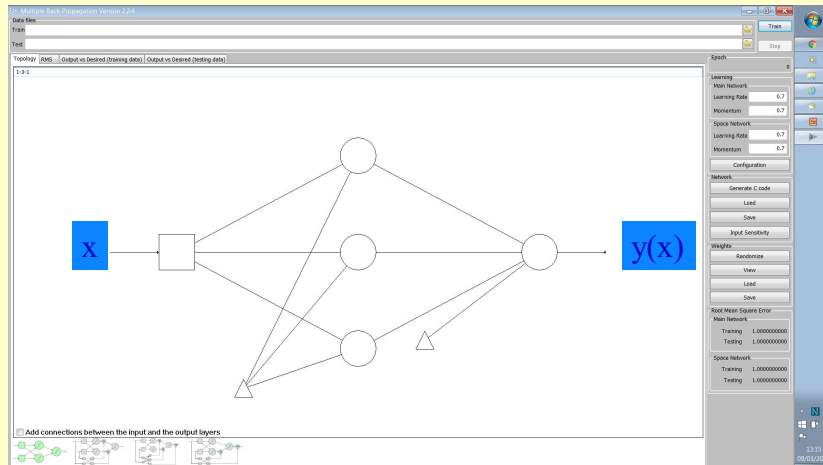 Multiple Back-Propagation Version 2.2.4
Data files
Train
Test
Train
Stop
Topology RMS Output vs Desired (training data) Output vs Desired (testing data)
1-3-1
x
y(x)
Add connections between the input and the output layers
Epoch
0
Learning
Main Network
Learning Rate 0.7
Momentum 0.7
Space Network
Learning Rate 0.7
Momentum 0.7
Configuration
Network
Generate C code
Load
Save
Input Sensitivity
Weights
Randomize
View
Load
Save
Root Mean Square Error
Main Network
Training 1.0000000000
Testing 1.0000000000
Space Network
Training 1.0000000000
Testing 1.0000000000
N
13:15